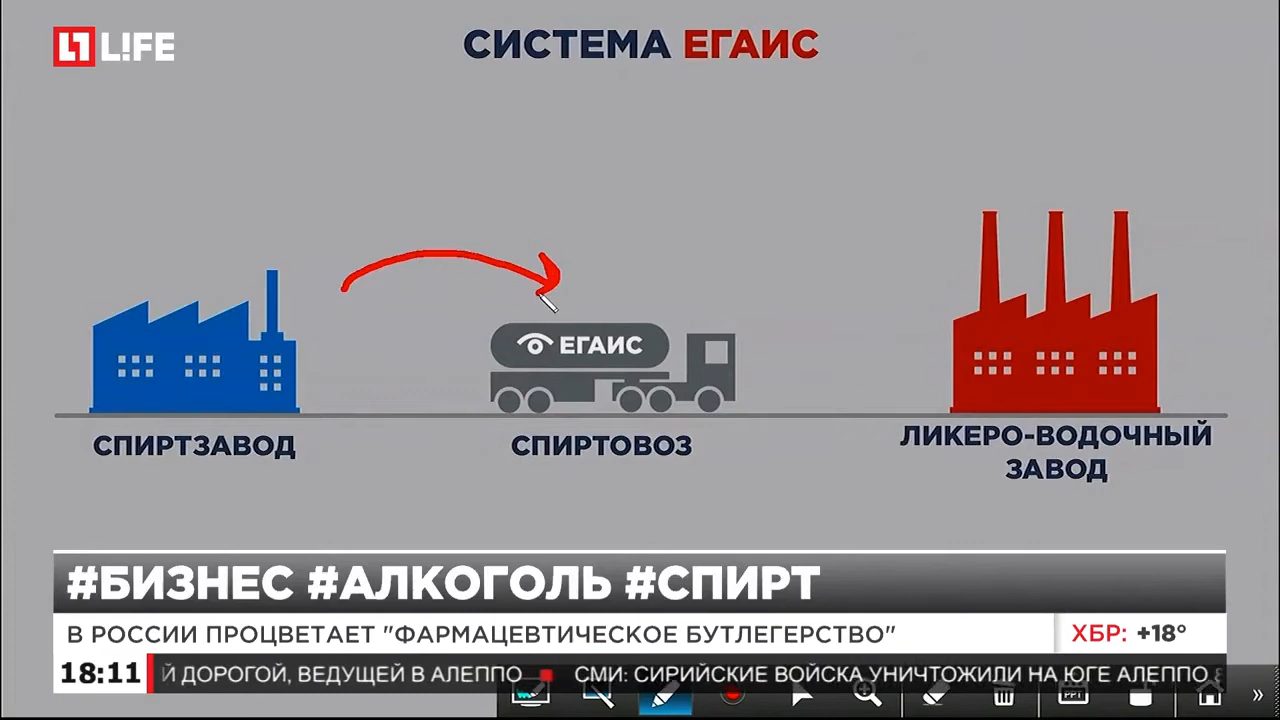 L!FE
СИСТЕМА ЕГАИС
ЕГАИС
СПИРТЗАВОД
СПИРТОВОЗ
ЛИКЕРО-ВОДОЧНЫЙ
ЗАВОД
#БИЗНЕС #АЛКОГОЛЬ #СПИРТ
В РОССИИ ПРОЦВЕТАЕТ "ФАРМАЦЕВТИЧЕСКОЕ БУТЛЕГЕРСТВО"
ХБР: +18°
18:11 Й ДОРОГОЙ, ВЕДУЩЕЙ В АЛЕППО СМИ: СИРИЙСКИЕ ВОЙСКА УНИЧТОЖИЛИ НА ЮГЕ АЛЕППО
PPT